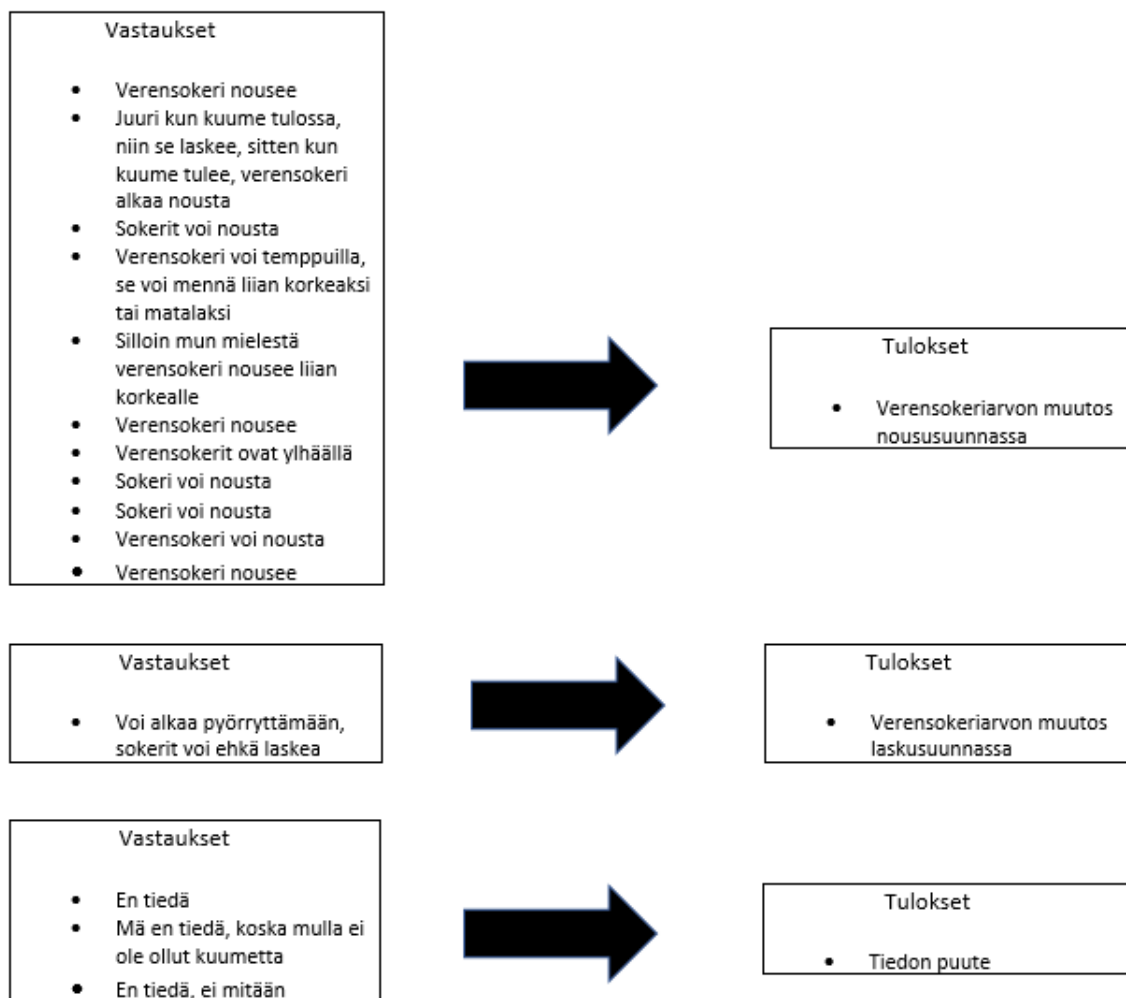 Vastaukset
• Verensokeri nousee
• Juuri kun kuume tulossa,
niin se laskee, sitten kun
kuume tulee, verensokeri
alkaa nousta
• Sokerit voi nousta
• Verensokeri voi temppuilla,
se voi mennä liian korkeaksi
tai matalaksi
• Silloin mun mielestä
verensokeri nousee liian
korkealle
• Verensokeri nousee
• Verensokerit ovat ylhäällä
• Sokeri voi nousta
• Sokeri voi nousta
• Verensokeri voi nousta
• Verensokeri nousee
Tulokset
• Verensokeriarvon muutos
noususuunnassa
Vastaukset
• Voi alkaa pyörryttämään,
sokerit voi ehkä laskea
Tulokset
• Verensokeriarvon muutos
laskusuunnassa
Vastaukset
• En tiedä
• Mä en tiedä, koska mulla ei
ole ollut kuumetta
• En tiedä, ei mitään
Tulokset
• Tiedon puute